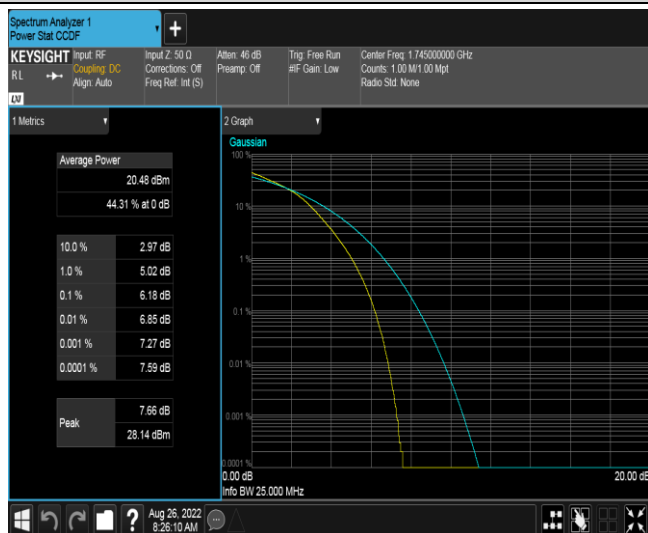 Spectrum Analyzer 1
Power Stat CCDF
+
KEYSIGHT
RL
LXI
Input: RF
Coupling: DC
Align: Auto
Input Z: 50 Ω
Corrections: Off
Freq Ref: Int (S)
Atten: 46 dB
Preamp: Off
Trig: Free Run
#IF Gain: Low
Center Freq: 1.745000000 GHz
Counts: 1.00 M/1.00 Mpt
Radio Std: None
1 Metrics
Average Power
20.48 dBm
44.31 % at 0 dB
10.0 % 2.97 dB
1.0 % 5.02 dB
0.1 % 6.18 dB
0.01 % 6.85 dB
0.001 % 7.27 dB
0.0001 % 7.59 dB
Peak
7.66 dB
28.14 dBm
2 Graph
Gaussian
100 %
10 %
1 %
0.1 %
0.01 %
0.001 %
0.0001 %
0.00 dB 20.00 dB
Info BW 25.000 MHz
?
Aug 26, 2022
8:26:10 AM